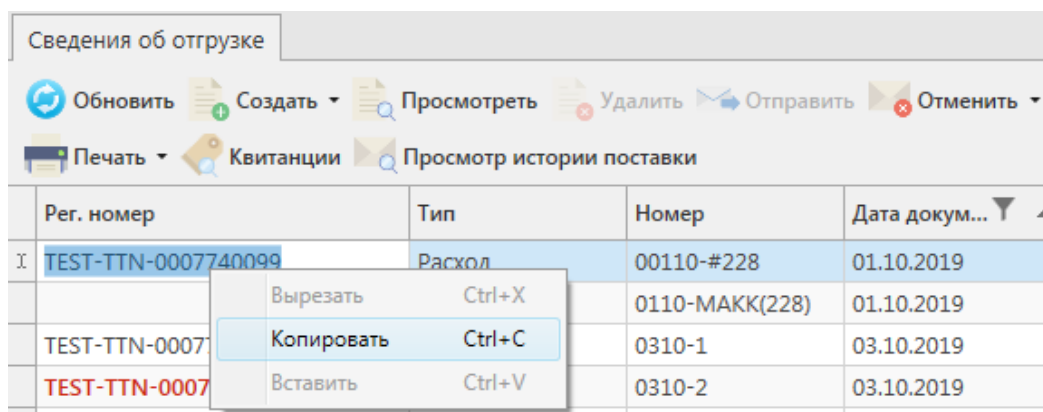 Сведения об отгрузке
Обновить Создать Просмотреть Удалить Отправить Отменить
Печать Квитанции Просмотр истории поставки
Рег. номер Тип Номер Дата докум...
TEST-TTN-0007740099 Расход 00110-#228 01.10.2019
Вырезать Ctrl+X
0110-МАКК(228) 01.10.2019
Копировать Ctrl+C
TEST-TTN-0007 0310-1 03.10.2019
Вставить Ctrl+V
TEST-TTN-0007 0310-2 03.10.2019